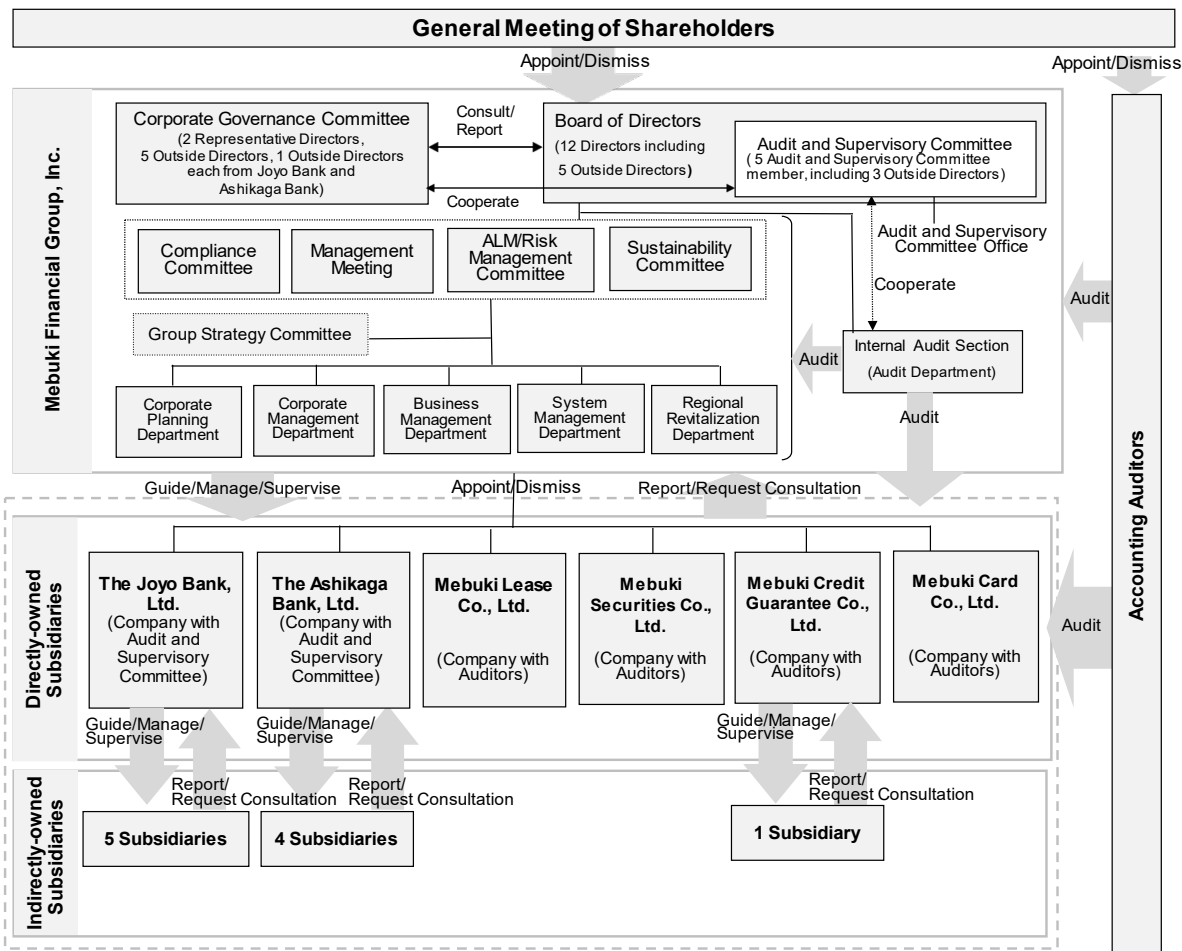 General Meeting of Shareholders
Appoint/Dismiss
Appoint/Dismiss
Mebuki Financial Group, Inc.
Corporate Governance Committee
(2 Representative Directors,
5 Outside Directors, 1 Outside Directors
each from Joyo Bank and
Ashikaga Bank)
Consult/
Report
Board of Directors
(12 Directors including
5 Outside Directors)
Audit and Supervisory Committee
( 5 Audit and Supervisory Committee
member, including 3 Outside Directors)
Cooperate
Audit and Supervisory
Committee Office
Compliance
Committee
Management
Meeting
ALM/Risk
Management
Committee
Sustainability
Committee
Cooperate
Audit
Group Strategy Committee
Audit
Internal Audit Section
(Audit Department)
Corporate
Planning
Department
Corporate
Management
Department
Business
Management
Department
System
Management
Department
Regional
Revitalization
Department
Audit
Accounting Auditors
Guide/Manage/Supervise
Appoint/Dismiss
Report/Request Consultation
Directly-owned
Subsidiaries
The Joyo Bank,
Ltd.
(Company with
Audit and
Supervisory
Committee)
The Ashikaga
Bank, Ltd.
(Company with
Audit and
Supervisory
Committee)
Mebuki Lease
Co., Ltd.
(Company with
Auditors)
Mebuki
Securities Co.,
Ltd.
(Company with
Auditors)
Mebuki Credit
Guarantee Co.,
Ltd.
(Company with
Auditors)
Mebuki Card
Co., Ltd.
(Company with
Auditors)
Audit
Guide/Manage/
Supervise
Guide/Manage/
Supervise
Guide/Manage/
Supervise
Report/
Request Consultation
Report/
Request Consultation
Report/
Request Consultation
Indirectly-owned
Subsidiaries
5 Subsidiaries
4 Subsidiaries
1 Subsidiary